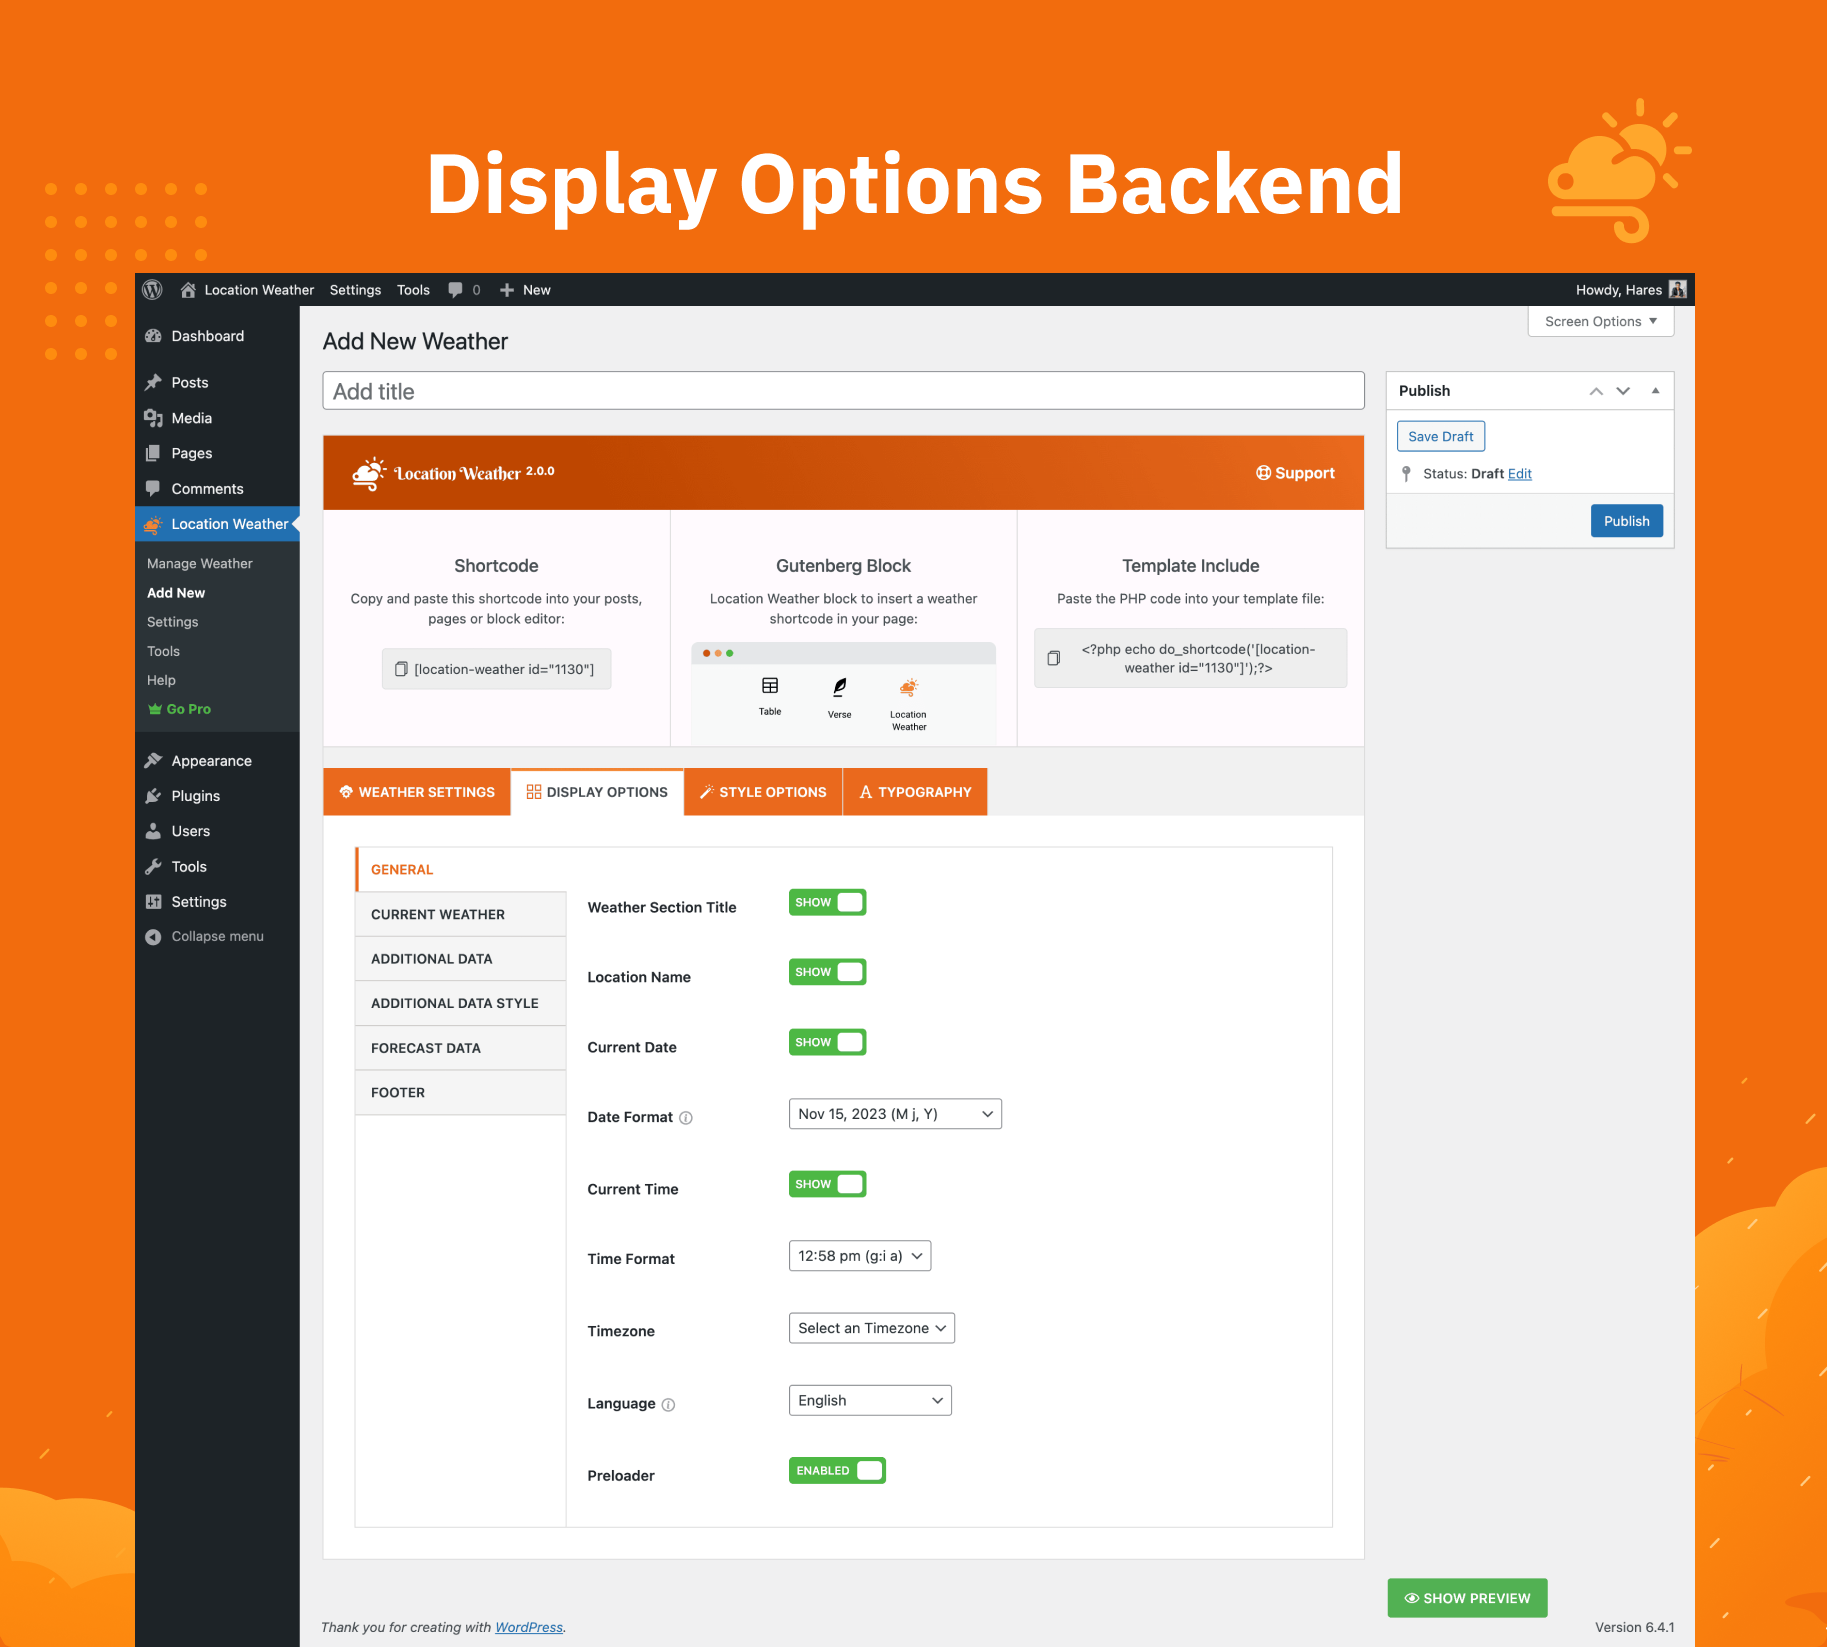 Display Options Backend
Location Weather Settings Tools 0 New
Howdy, Hares
Dashboard
Posts
Media
Pages
Comments
Location Weather
Manage Weather
Add New
Settings
Tools
Help
Go Pro
Appearance
Plugins
Users
Tools
Settings
Collapse menu
Screen Options
Add New Weather
Add title
Publish
Save Draft
Status: Draft Edit
Publish
Location Weather 2.0.0
Support
Shortcode
Copy and paste this shortcode into your posts,
pages or block editor:
[location-weather id="1130"]
Gutenberg Block
Location Weather block to insert a weather
shortcode in your page:
Table
Verse
Location
Weather
Template Include
Paste the PHP code into your template file:
<?php echo do_shortcode('[location-
weather id="1130"]');?>
WEATHER SETTINGS
DISPLAY OPTIONS
STYLE OPTIONS
TYPOGRAPHY
GENERAL
CURRENT WEATHER
ADDITIONAL DATA
ADDITIONAL DATA STYLE
FORECAST DATA
FOOTER
Weather Section Title SHOW
Location Name SHOW
Current Date SHOW
Date Format Nov 15, 2023 (M j, Y)
Current Time SHOW
Time Format 12:58 pm (g:i a)
Timezone Select an Timezone
Language English
Preloader ENABLED
SHOW PREVIEW
Thank you for creating with WordPress.
Version 6.4.1